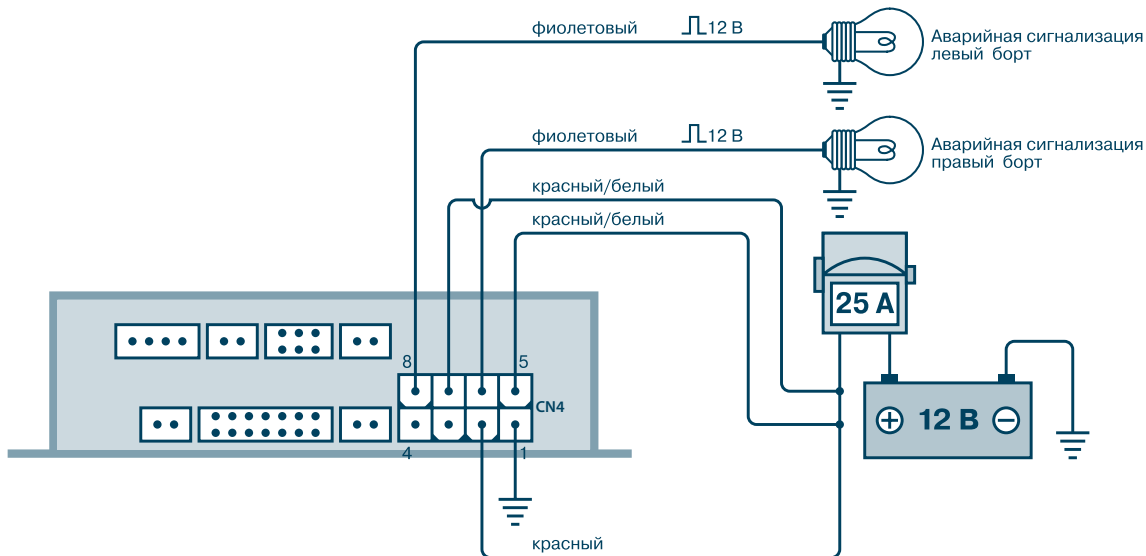 фиолетовый 12 В
Аварийная сигнализация
левый борт
фиолетовый 12 В
Аварийная сигнализация
правый борт
красный/белый
красный/белый
25 А
8 5
CN4
12 В
4 1
красный